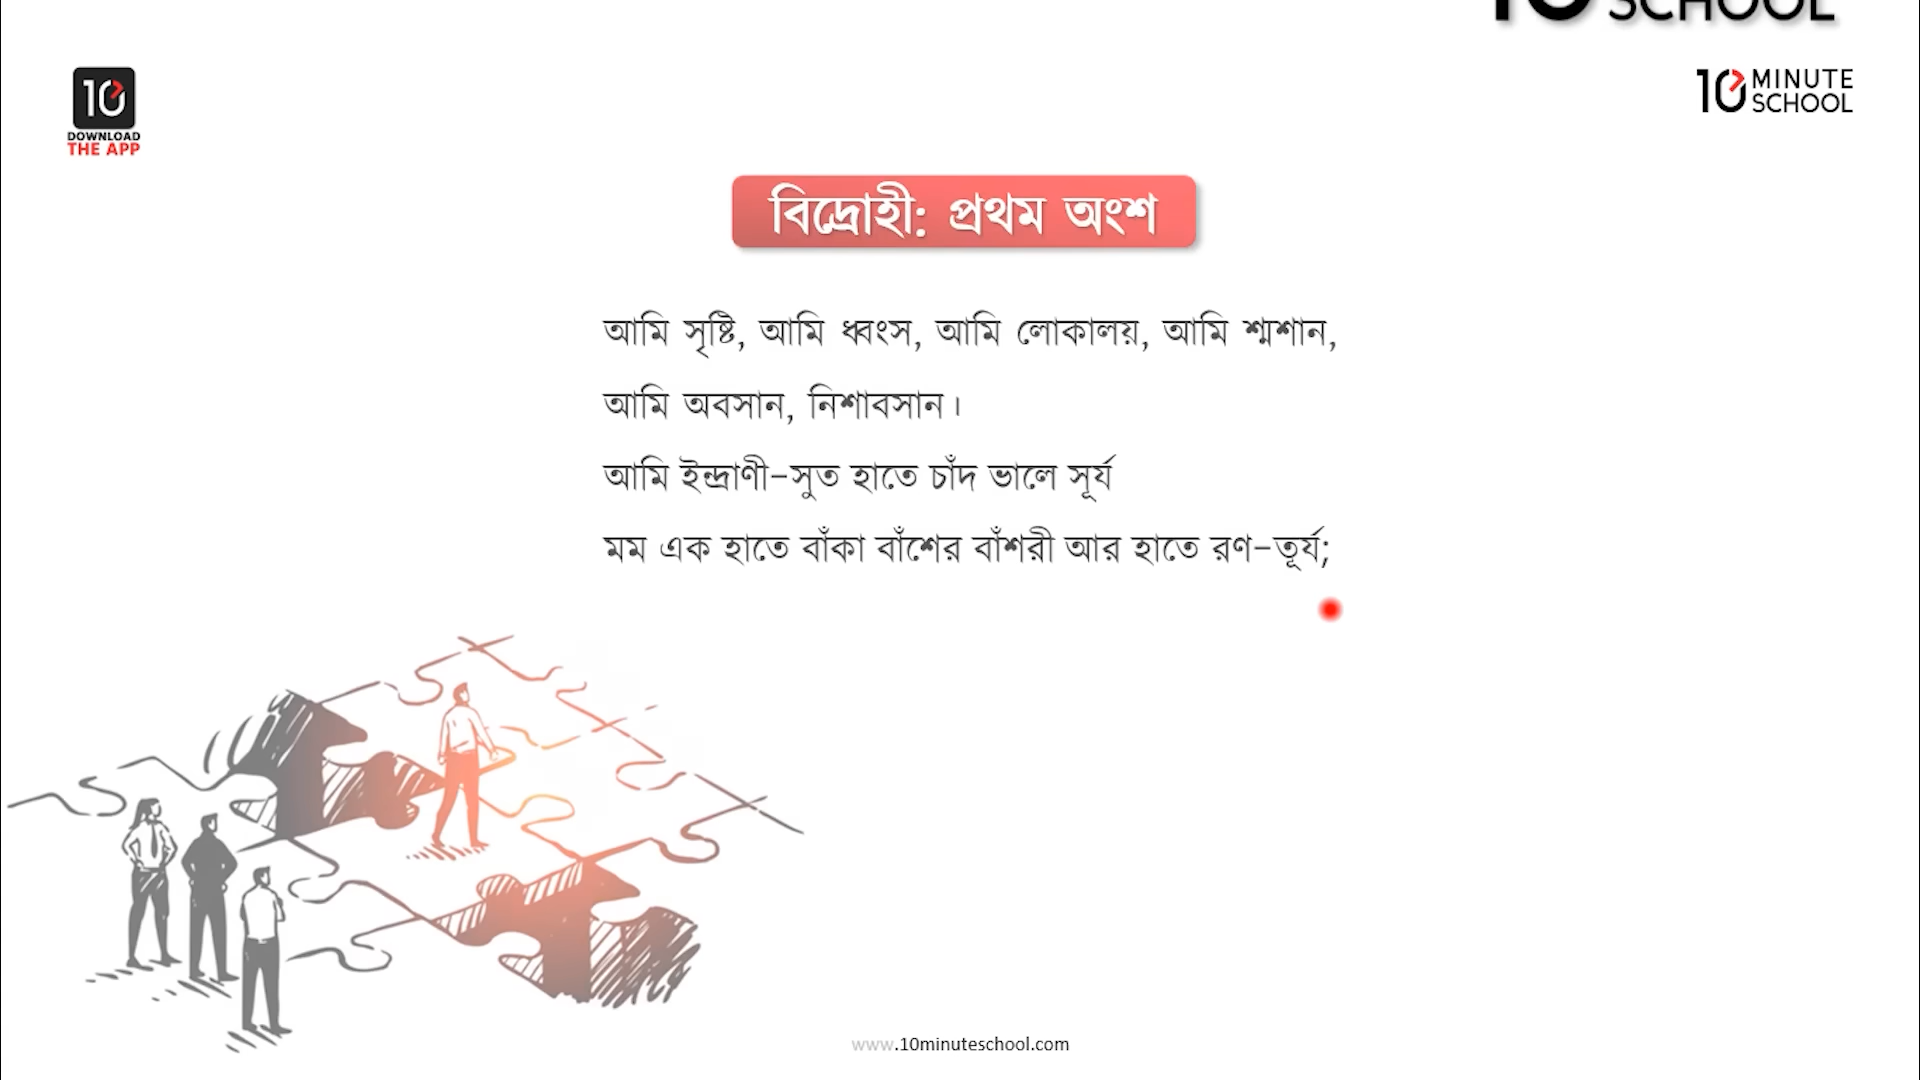 10 SCHOOL
10 MINUTE
SCHOOL
10
DOWNLOAD
THE APP
বিদ্রোহী: প্রথম অংশ
আমি সৃষ্টি, আমি ধ্বংস, আমি লোকালয়, আমি শ্মশান,
আমি অবসান, নিশাবসান।
আমি ইন্দ্রাণী-সুত হাতে চাঁদ ভালে সূর্য
মম এক হাতে বাঁকা বাঁশের বাঁশরী আর হাতে রণ-তূর্য;
www.10minuteschool.com